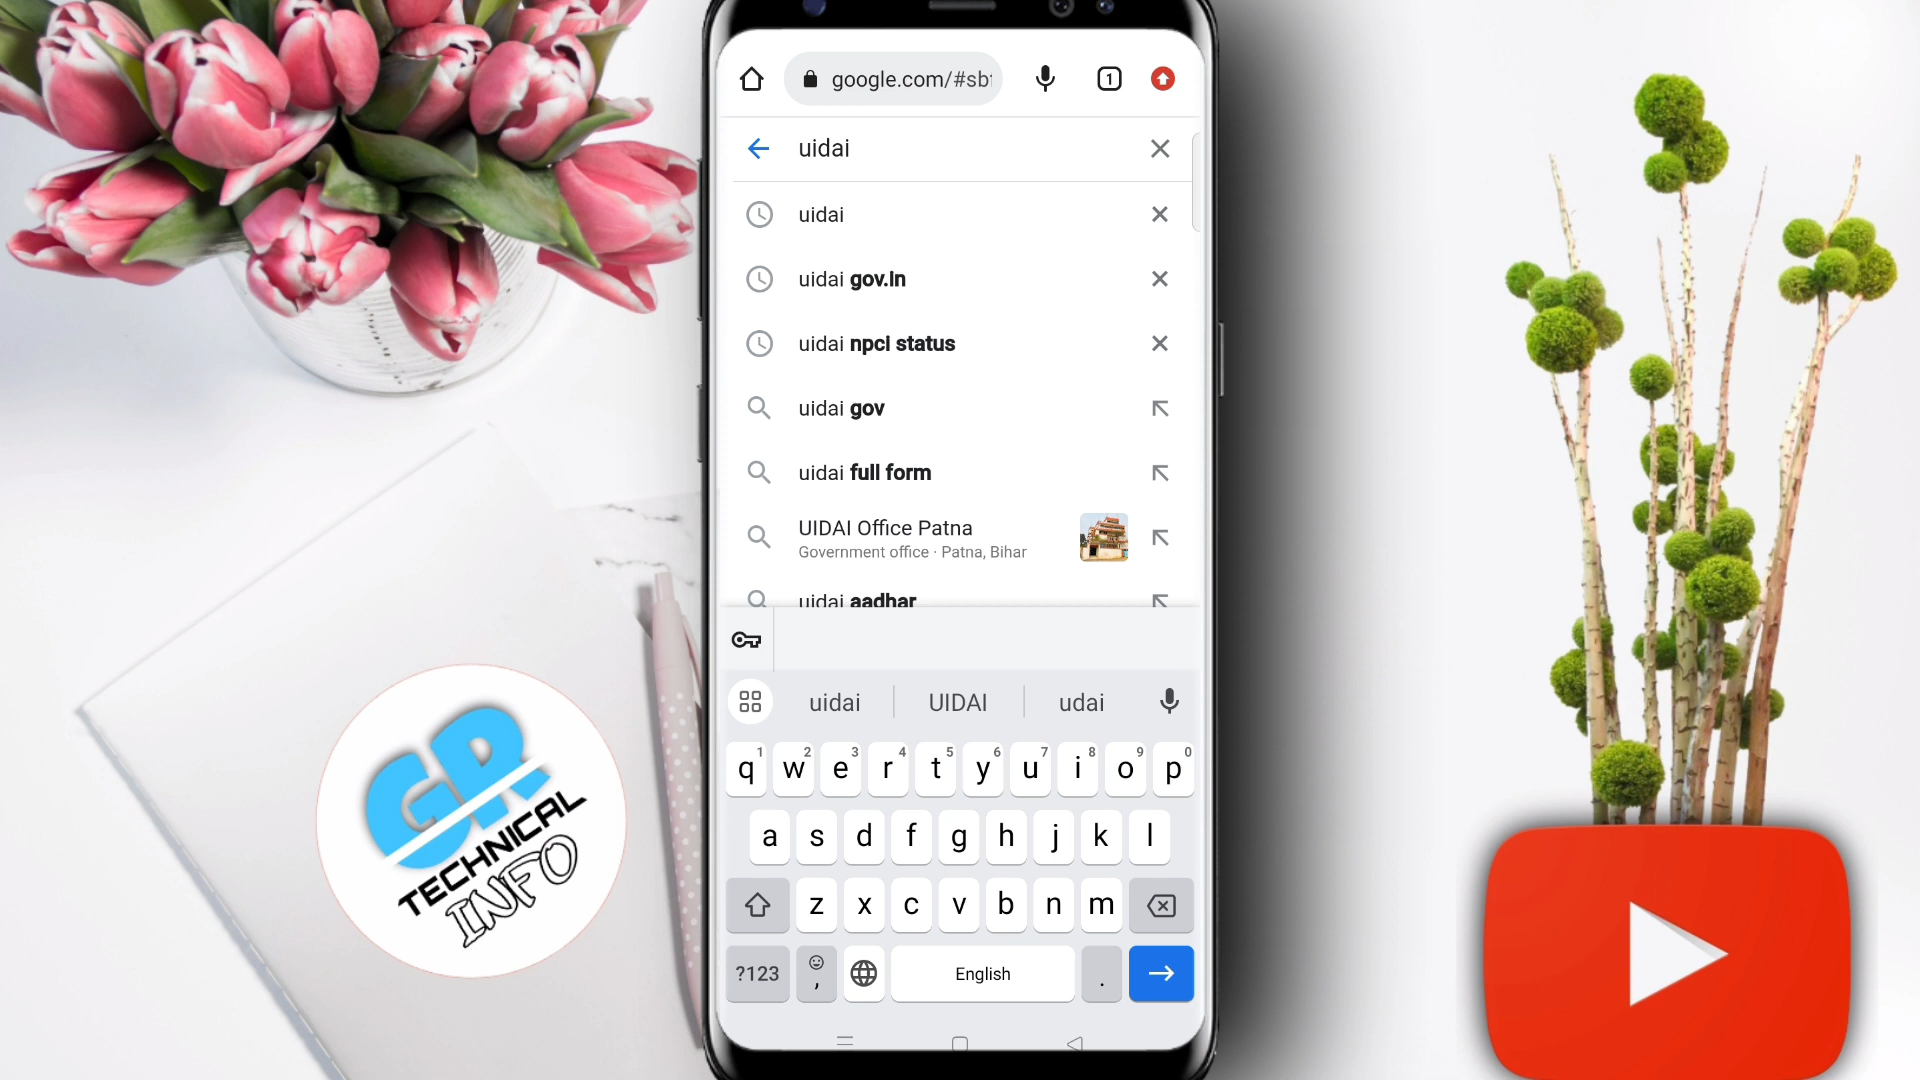 google.com/#sb
1
uidai
uidai
uidai gov.in
uidai npci status
uidai gov
uidai full form
UIDAI Office Patna
Government office · Patna, Bihar
uidai aadhar
uidai UIDAI udai
1 2 3 4 5 6 7 8 9 0
q w e r t y u i o p
a s d f g h j k l
z x c v b n m
?123 , English .
GR
TECHNICAL
INFO